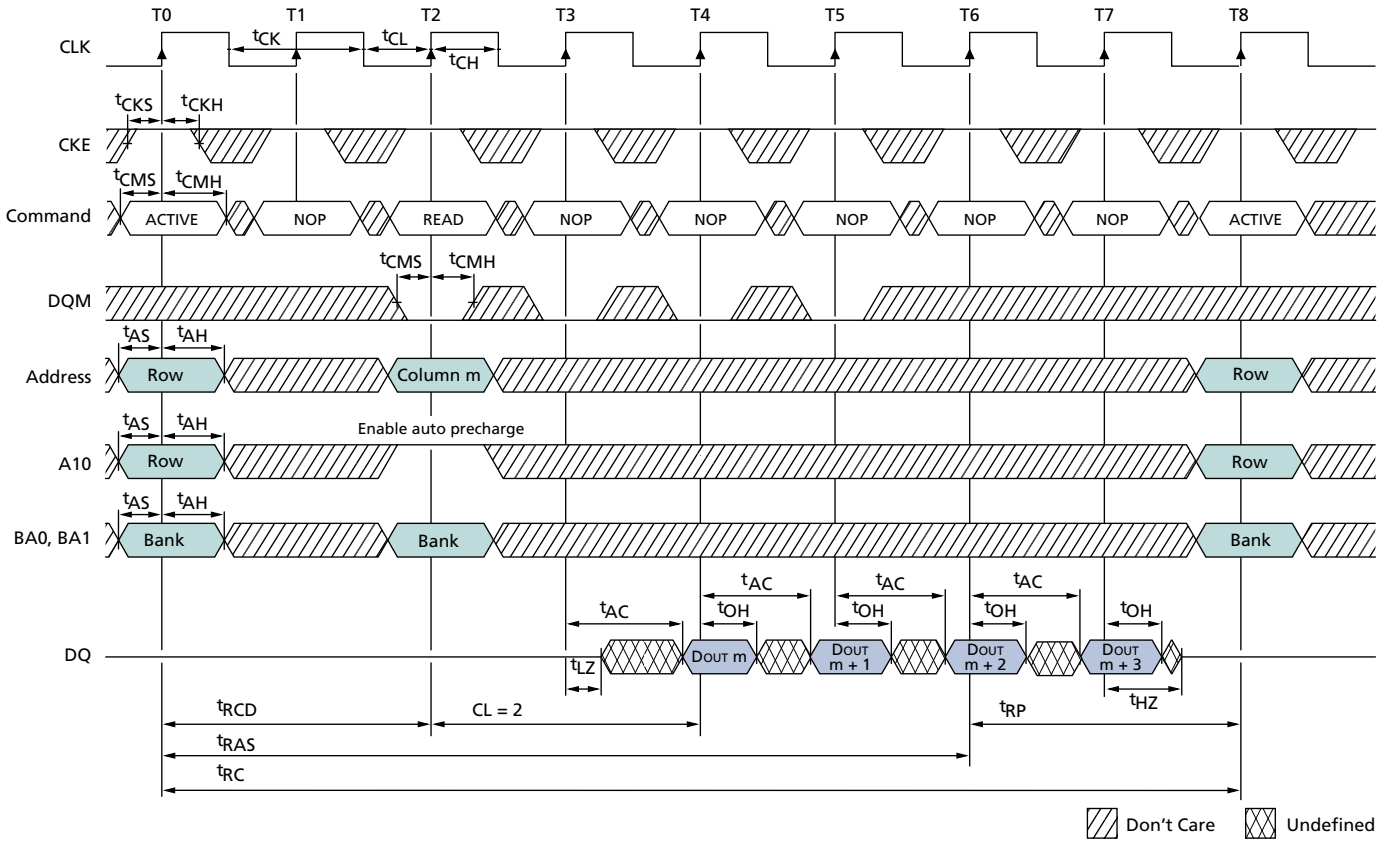 T0 T1 T2 T3 T4 T5 T6 T7 T8
CLK tCK tCL tCH
tCKS tCKH
CKE
tCMS tCMH
Command ACTIVE NOP READ NOP NOP NOP NOP NOP ACTIVE
tCMS tCMH
DQM
tAS tAH
Address Row Column m Row
tAS tAH Enable auto precharge
A10 Row Row
tAS tAH
BA0, BA1 Bank Bank Bank
tAC tAC tAC
tAC tOH tOH tOH tOH
DQ DOUT m DOUT m + 1 DOUT m + 2 DOUT m + 3
tLZ tHZ
tRCD CL = 2 tRP
tRAS
tRC
Don't Care Undefined